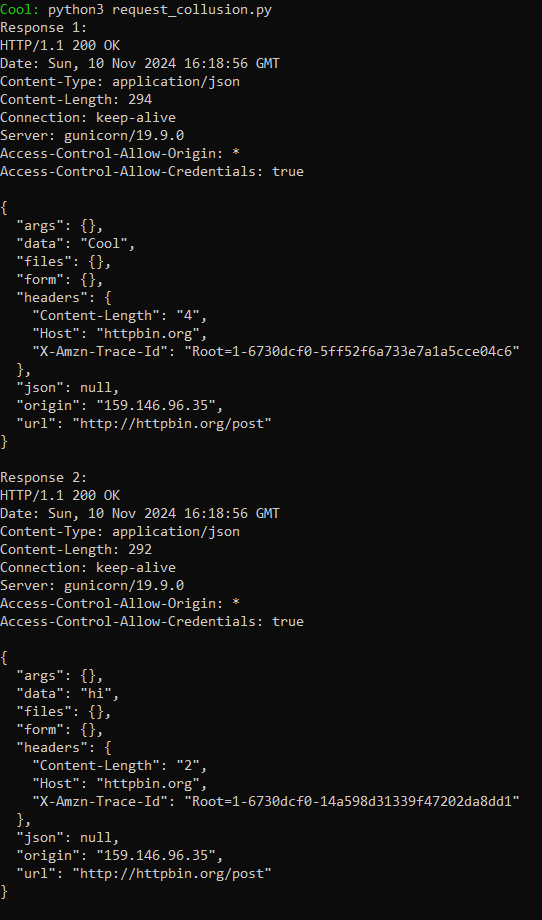 Cool: python3 request_collusion.py
Response 1:
HTTP/1.1 200 OK
Date: Sun, 10 Nov 2024 16:18:56 GMT
Content-Type: application/json
Content-Length: 294
Connection: keep-alive
Server: gunicorn/19.9.0
Access-Control-Allow-Origin: *
Access-Control-Allow-Credentials: true

{
  "args": {},
  "data": "Cool",
  "files": {},
  "form": {},
  "headers": {
    "Content-Length": "4",
    "Host": "httpbin.org",
    "X-Amzn-Trace-Id": "Root=1-6730dcf0-5ff52f6a733e7a1a5cce04c6"
  },
  "json": null,
  "origin": "159.146.96.35",
  "url": "http://httpbin.org/post"
}

Response 2:
HTTP/1.1 200 OK
Date: Sun, 10 Nov 2024 16:18:56 GMT
Content-Type: application/json
Content-Length: 292
Connection: keep-alive
Server: gunicorn/19.9.0
Access-Control-Allow-Origin: *
Access-Control-Allow-Credentials: true

{
  "args": {},
  "data": "hi",
  "files": {},
  "form": {},
  "headers": {
    "Content-Length": "2",
    "Host": "httpbin.org",
    "X-Amzn-Trace-Id": "Root=1-6730dcf0-14a598d31339f47202da8dd1"
  },
  "json": null,
  "origin": "159.146.96.35",
  "url": "http://httpbin.org/post"
}